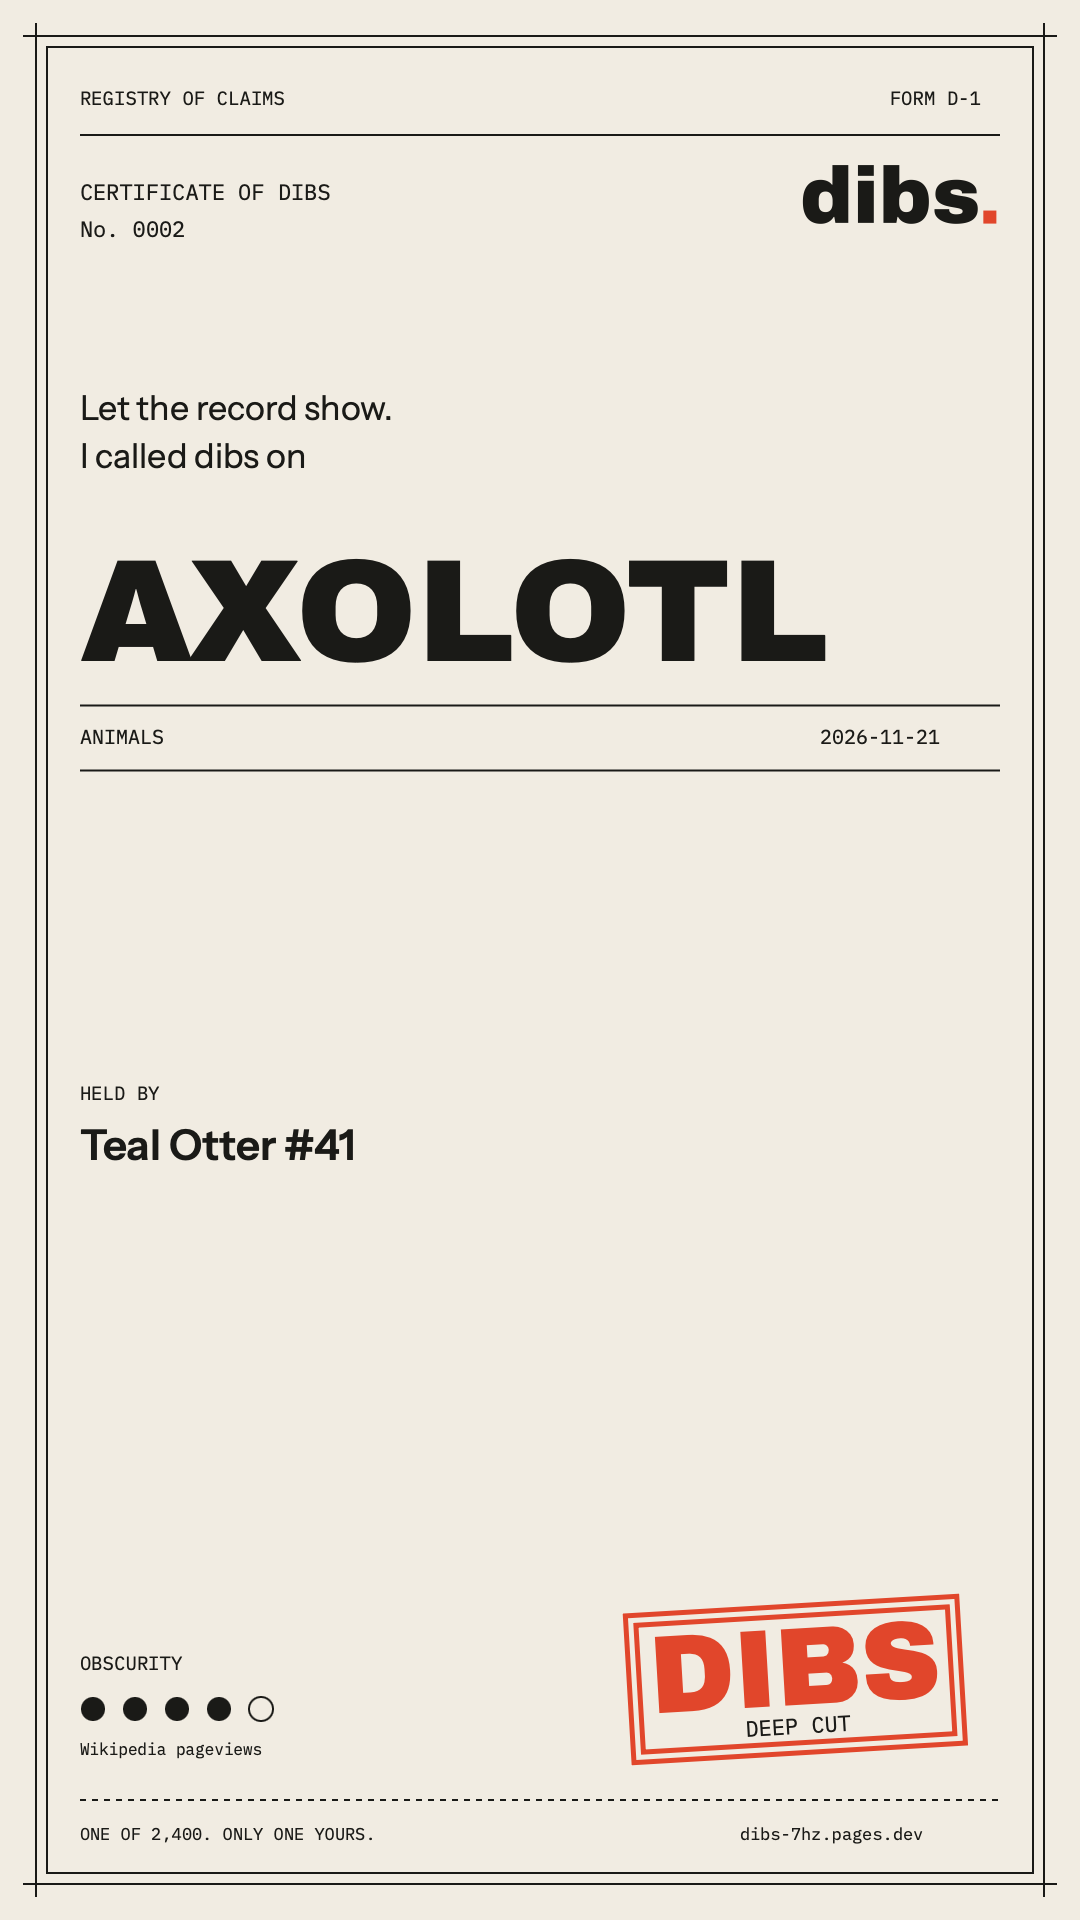 REGISTRY OF CLAIMS FORM D-1
CERTIFICATE OF DIBS
No. 0002
dibs.
Let the record show.
I called dibs on
AXOLOTL
ANIMALS 2026-11-21
HELD BY
Teal Otter #41
OBSCURITY
Wikipedia pageviews
DIBS
DEEP CUT
ONE OF 2,400. ONLY ONE YOURS. dibs-7hz.pages.dev